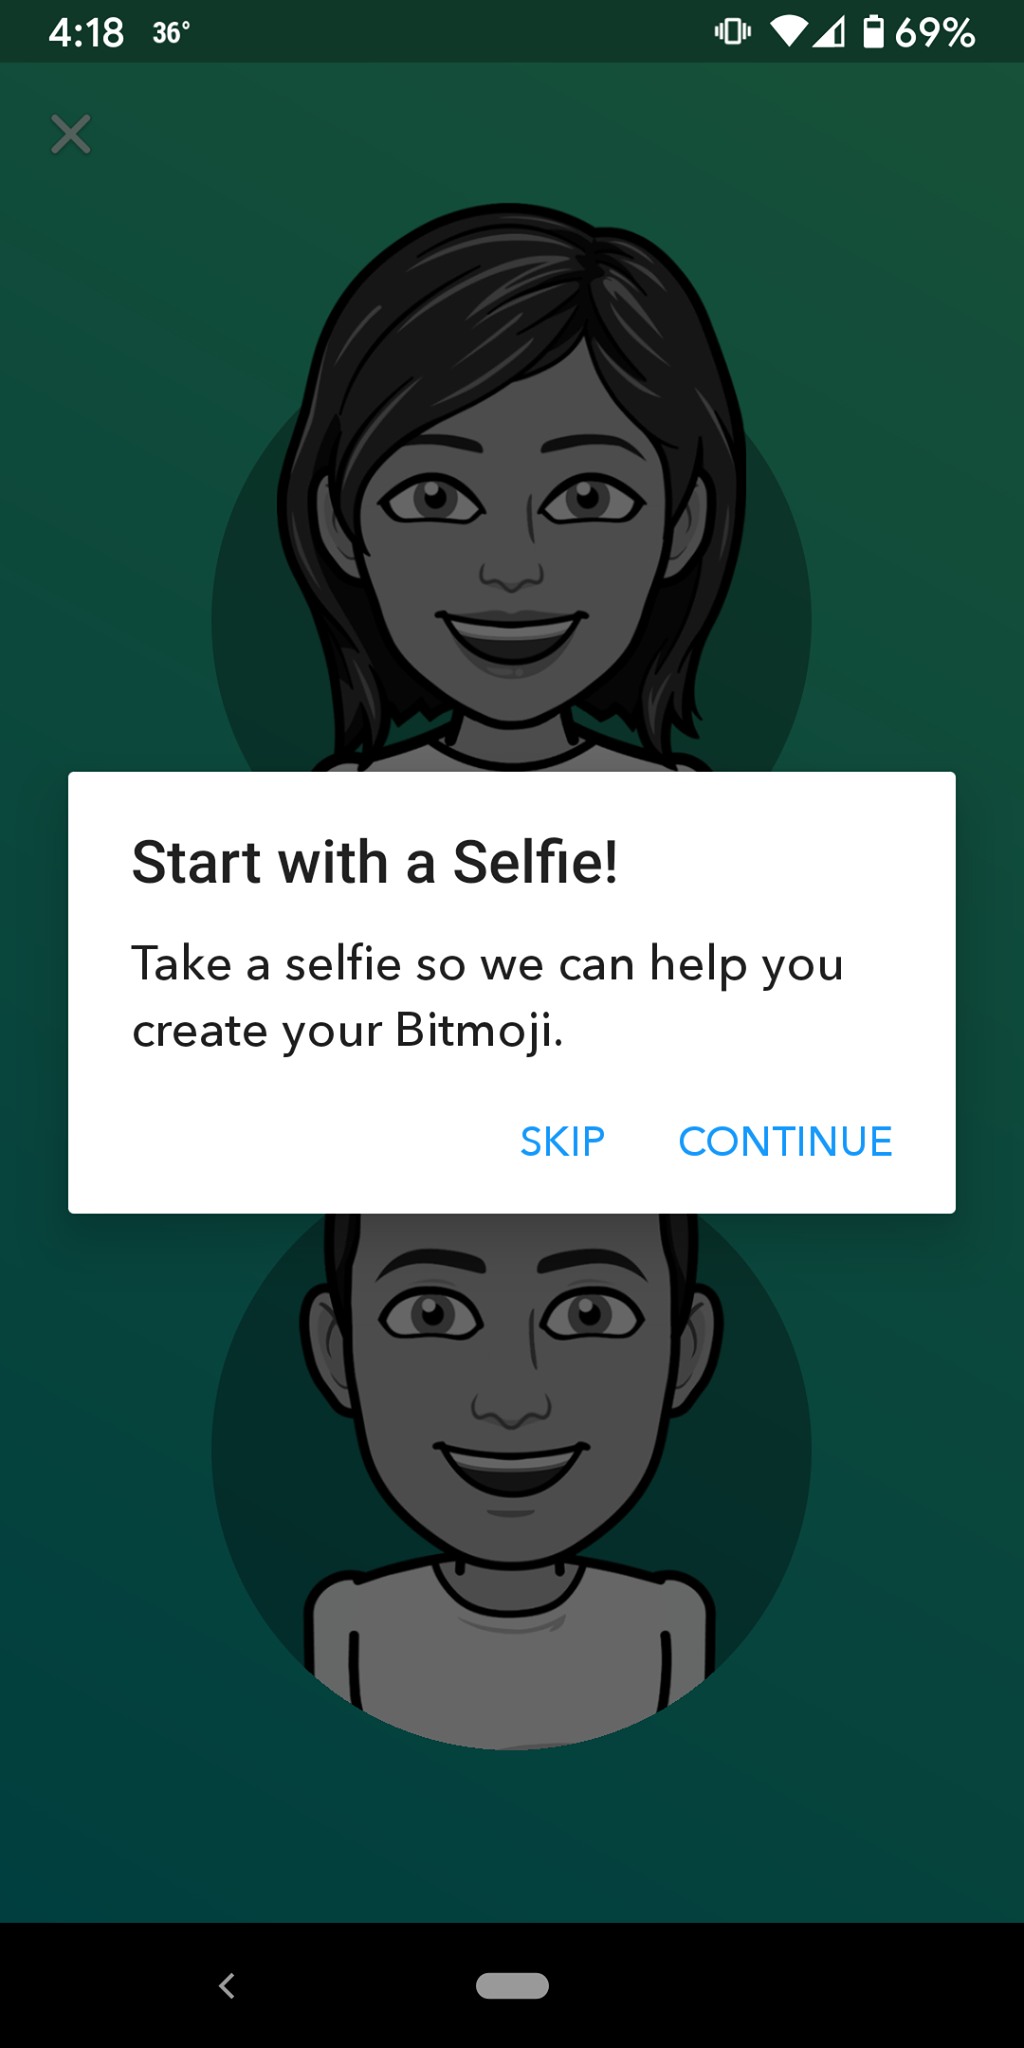 4:18 36° 69%
Start with a Selfie!
Take a selfie so we can help you
create your Bitmoji.
SKIP CONTINUE